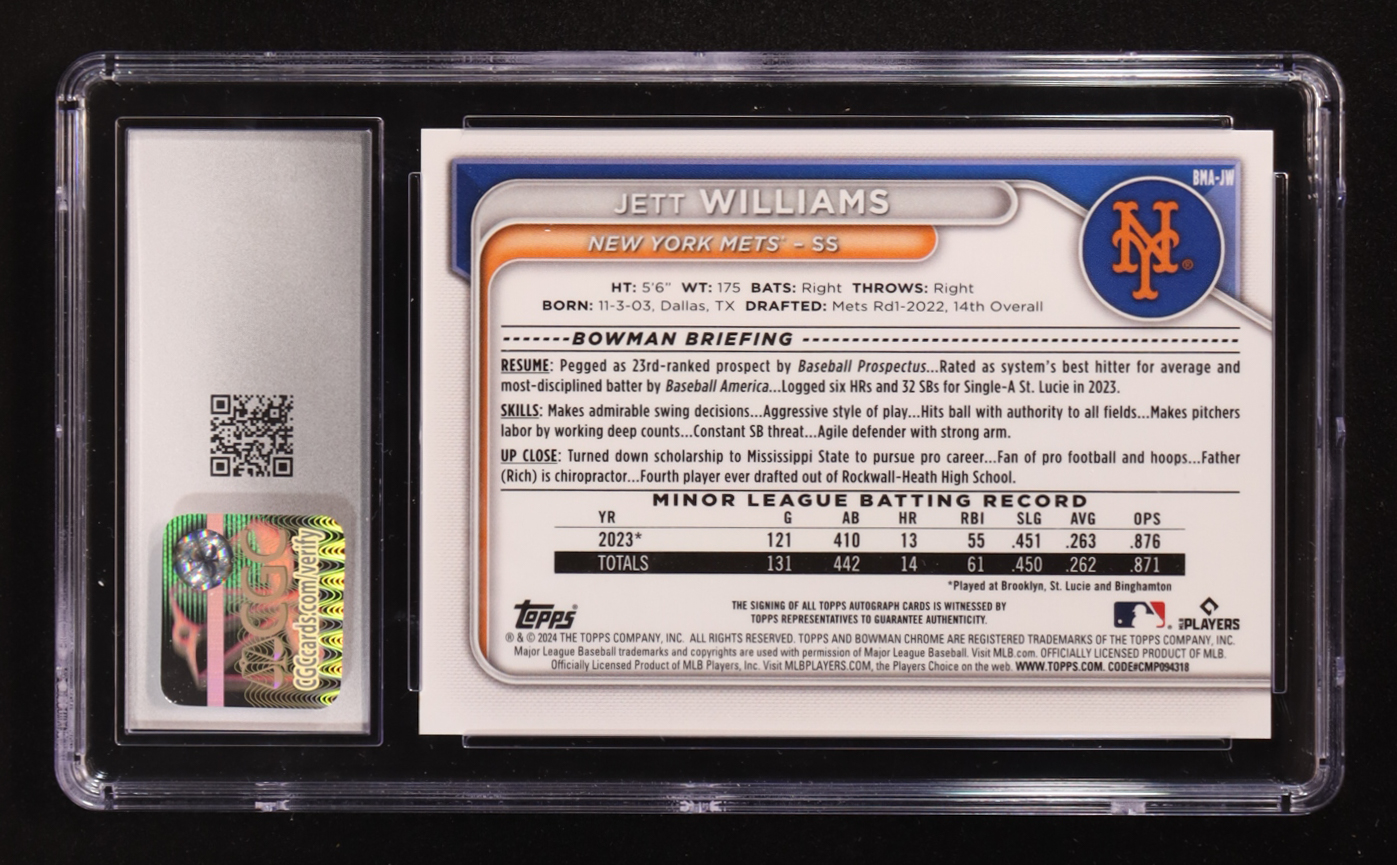 BMA-JW
JETT WILLIAMS
NEW YORK METS® – SS
NY®
HT: 5'6" WT: 175 BATS: Right THROWS: Right
BORN: 11-3-03, Dallas, TX DRAFTED: Mets Rd1-2022, 14th Overall
-------BOWMAN BRIEFING -------
RESUME: Pegged as 23rd-ranked prospect by Baseball Prospectus...Rated as system's best hitter for average and
most-disciplined batter by Baseball America...Logged six HRs and 32 SBs for Single-A St. Lucie in 2023.
SKILLS: Makes admirable swing decisions...Aggressive style of play...Hits ball with authority to all fields...Makes pitchers
labor by working deep counts...Constant SB threat...Agile defender with strong arm.
UP CLOSE: Turned down scholarship to Mississippi State to pursue pro career...Fan of pro football and hoops...Father
(Rich) is chiropractor...Fourth player ever drafted out of Rockwall-Heath High School.
MINOR LEAGUE BATTING RECORD
YR G AB HR RBI SLG AVG OPS
2023* 121 410 13 55 .451 .263 .876
TOTALS 131 442 14 61 .450 .262 .871
*Played at Brooklyn, St. Lucie and Binghamton
Topps®
THE SIGNING OF ALL TOPPS AUTOGRAPH CARDS IS WITNESSED BY
TOPPS REPRESENTATIVES TO GUARANTEE AUTHENTICITY.
MLB PLAYERS
® & © 2024 THE TOPPS COMPANY, INC. ALL RIGHTS RESERVED. TOPPS AND BOWMAN CHROME ARE REGISTERED TRADEMARKS OF THE TOPPS COMPANY, INC.
Major League Baseball trademarks and copyrights are used with permission of Major League Baseball. Visit MLB.com. OFFICIALLY LICENSED PRODUCT OF MLB.
Officially Licensed Product of MLB Players, Inc. Visit MLBPLAYERS.COM, the Players Choice on the web. WWW.TOPPS.COM. CODE#CMP094318
CGC
CGCcards.com/verify